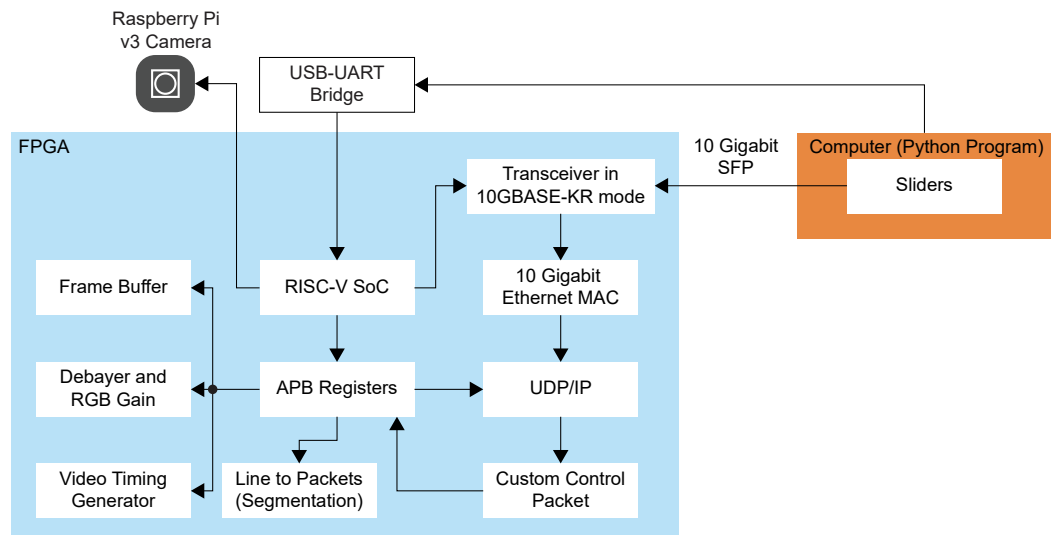 Raspberry Pi
v3 Camera
USB-UART
Bridge
FPGA
10 Gigabit
SFP
Computer (Python Program)
Sliders
Transceiver in
10GBASE-KR mode
Frame Buffer
RISC-V SoC
10 Gigabit
Ethernet MAC
Debayer and
RGB Gain
APB Registers
UDP/IP
Video Timing
Generator
Line to Packets
(Segmentation)
Custom Control
Packet